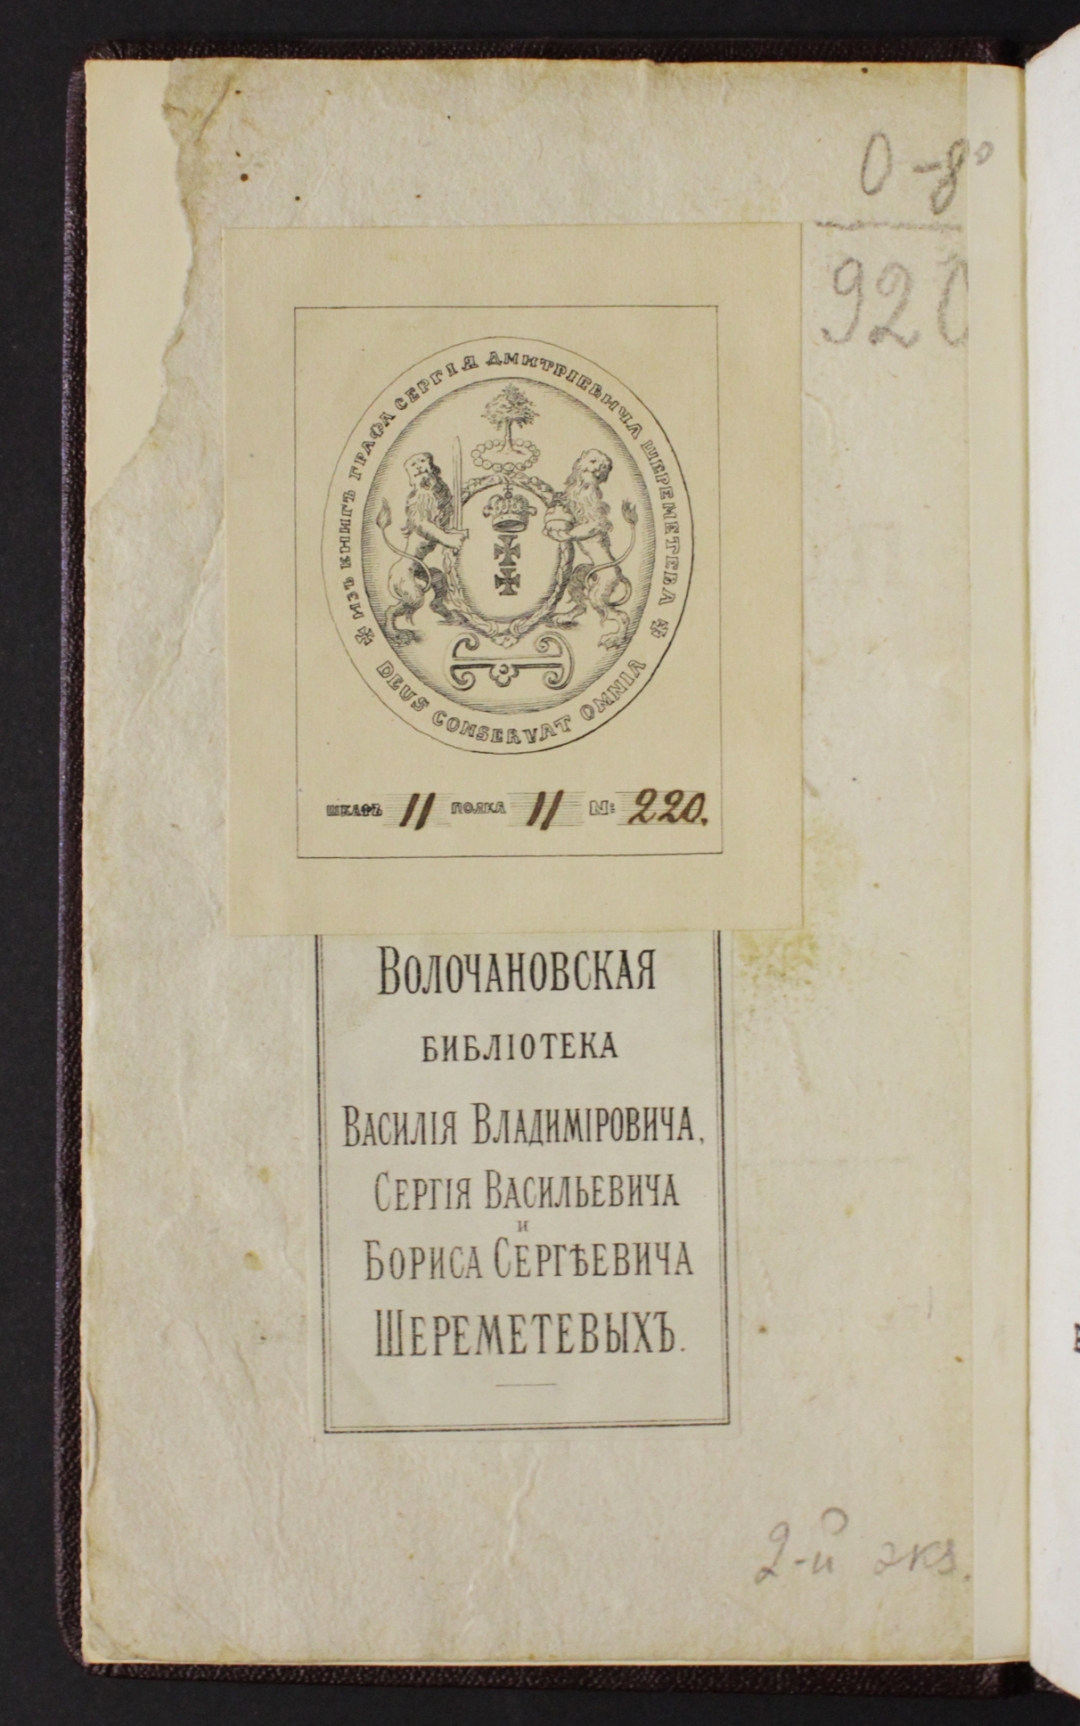 0-8°
920
✻ ИЗЪ КНИГЪ ГРАФА СЕРГІЯ ДМИТРІЕВИЧА ШЕРЕМЕТЕВА ✻
DEUS CONSERVAT OMNIA
ШКАФЪ 11 ПОЛКА 11 №: 220.
ВОЛОЧАНОВСКАЯ
БИБЛІОТЕКА
ВАСИЛІЯ ВЛАДИМІРОВИЧА,
СЕРГІЯ ВАСИЛЬЕВИЧА
И
БОРИСА СЕРГѢЕВИЧА
ШЕРЕМЕТЕВЫХЪ.
2-й экз.